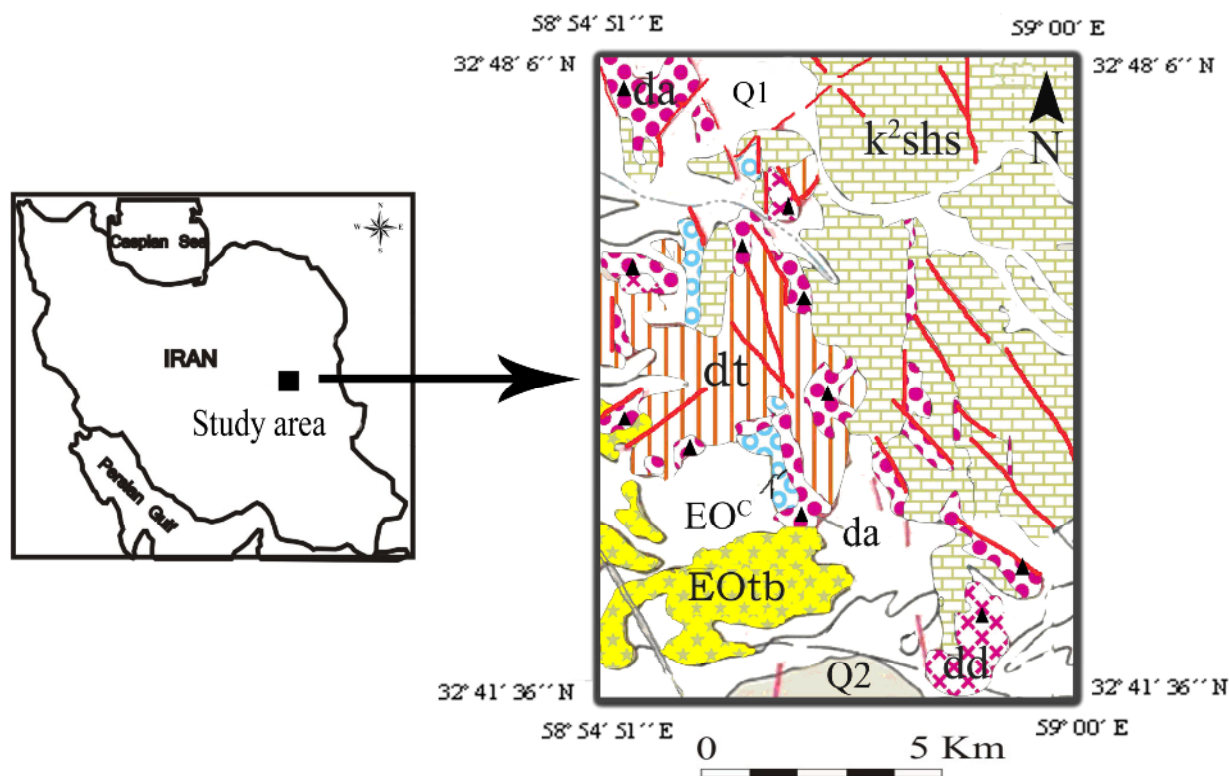 58° 54′ 51′′ E
59° 00′ E
32° 48′ 6′′ N
32° 48′ 6′′ N
da
Q1
k²shs
N
N
W
E
S
Caspian Sea
IRAN
Study area
Persian Gulf
dt
EOᶜ
da
EOtb
dd
Q2
32° 41′ 36′′ N
32° 41′ 36′′ N
58° 54′ 51′′ E
59° 00′ E
0
5 Km